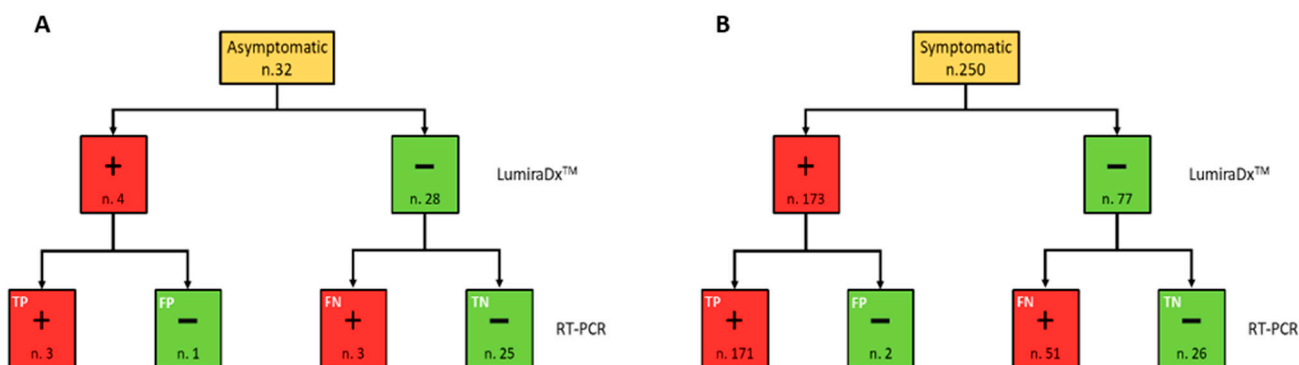 A
Asymptomatic
n.32
+
n. 4
−
n. 28
LumiraDx™
TP
+
n. 3
FP
−
n. 1
FN
+
n. 3
TN
−
n. 25
RT-PCR
B
Symptomatic
n.250
+
n. 173
−
n. 77
LumiraDx™
TP
+
n. 171
FP
−
n. 2
FN
+
n. 51
TN
−
n. 26
RT-PCR